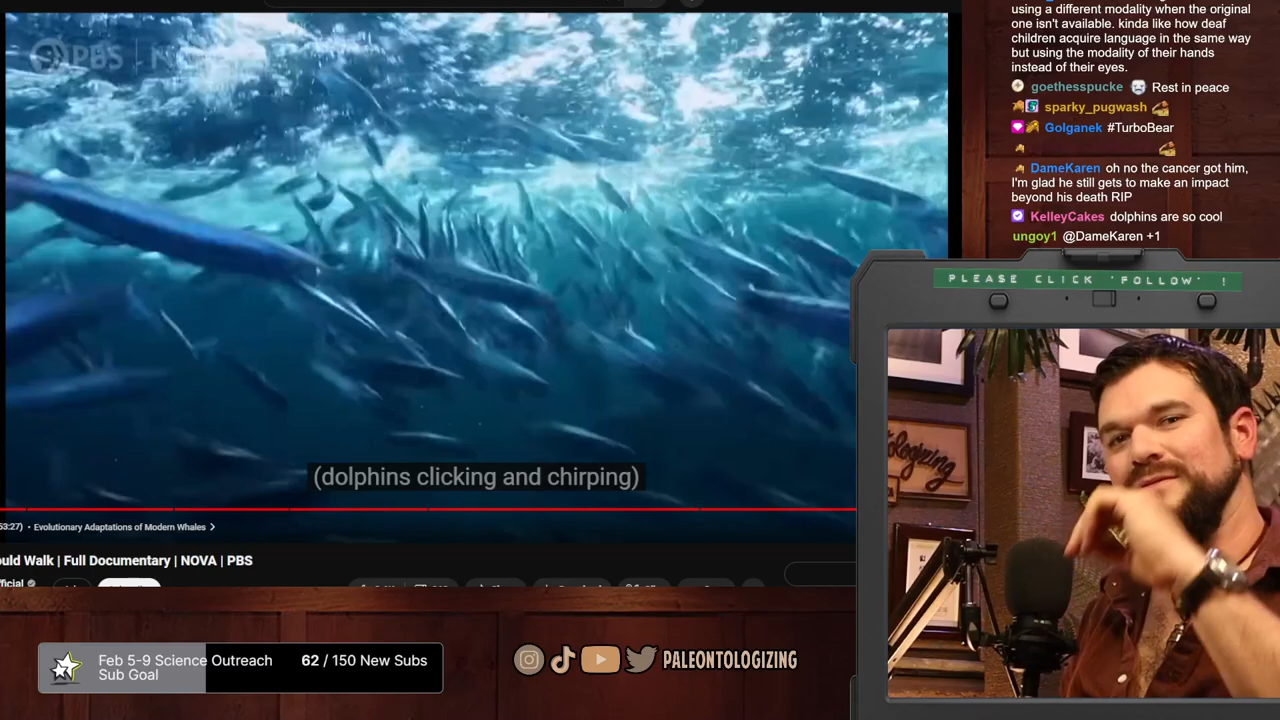 PBS
using a different modality when the original
one isn't available. kinda like how deaf
children acquire language in the same way
but using the modality of their hands
instead of their eyes.
goethesspucke Rest in peace
sparky_pugwash
Golganek #TurboBear
DameKaren oh no the cancer got him,
I'm glad he still gets to make an impact
beyond his death RIP
KelleyCakes dolphins are so cool
ungoy1 @DameKaren +1
PLEASE CLICK 'FOLLOW' !
(dolphins clicking and chirping)
53:27) • Evolutionary Adaptations of Modern Whales >
ould Walk | Full Documentary | NOVA | PBS
ficial
ologizing
Feb 5-9 Science Outreach
Sub Goal
62 / 150 New Subs
PALEONTOLOGIZING